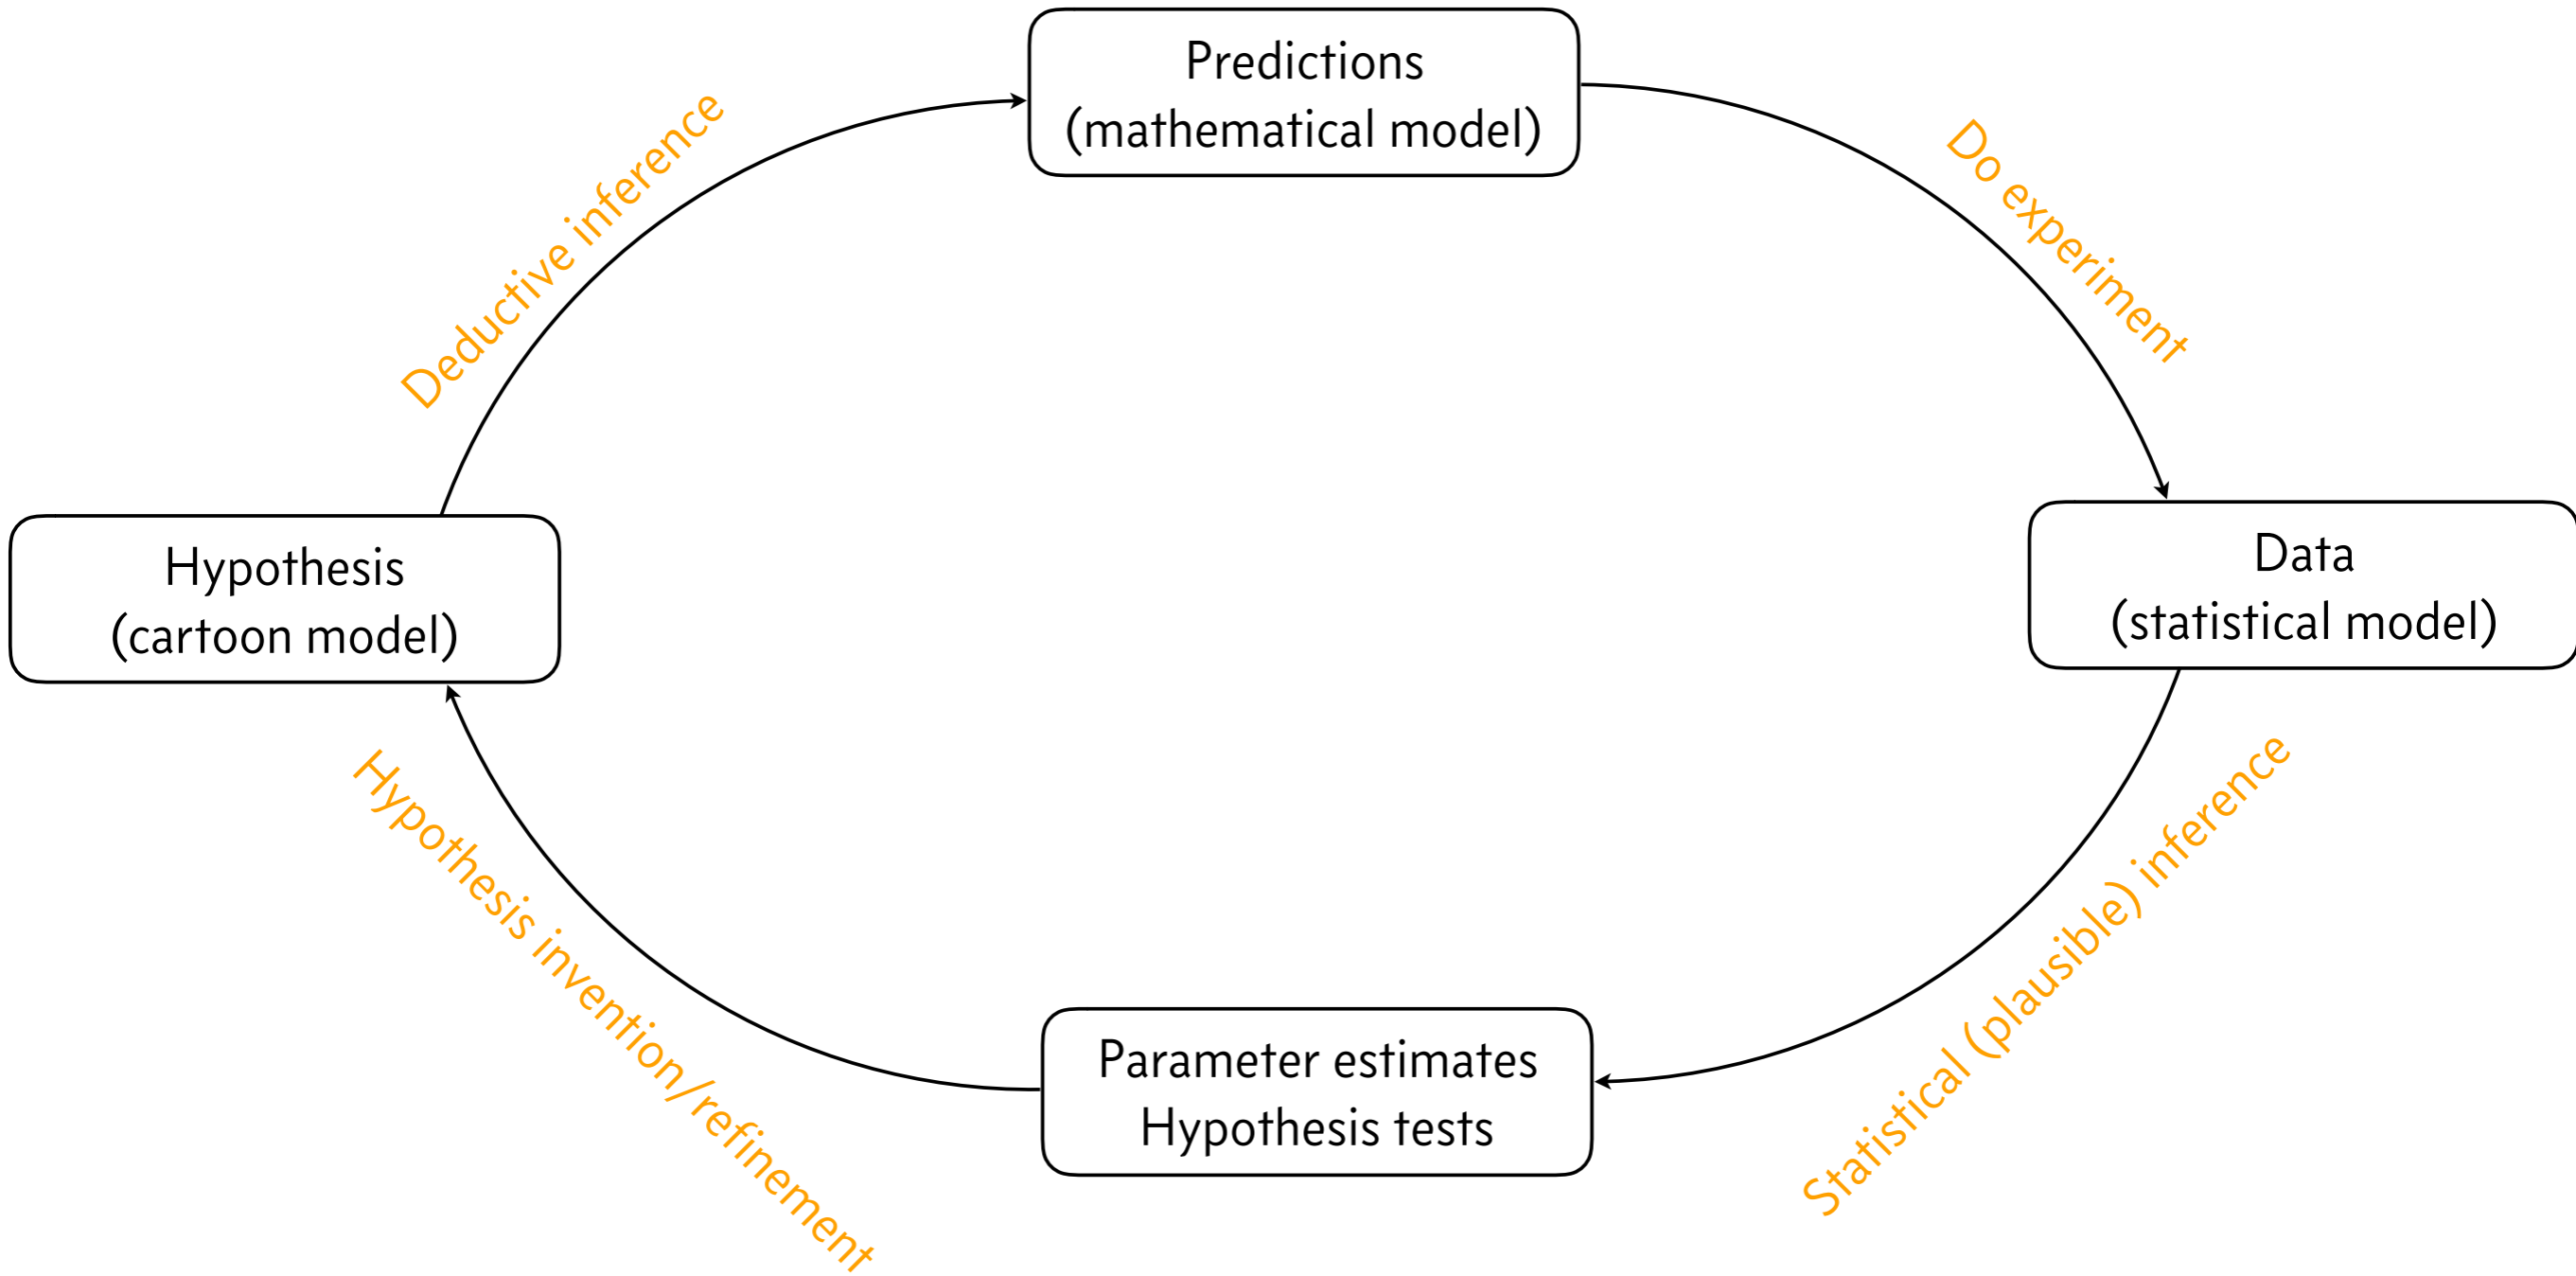 Predictions
(mathematical model)
Deductive inference
Do experiment
Hypothesis
(cartoon model)
Data
(statistical model)
Hypothesis invention/refinement
Statistical (plausible) inference
Parameter estimates
Hypothesis tests